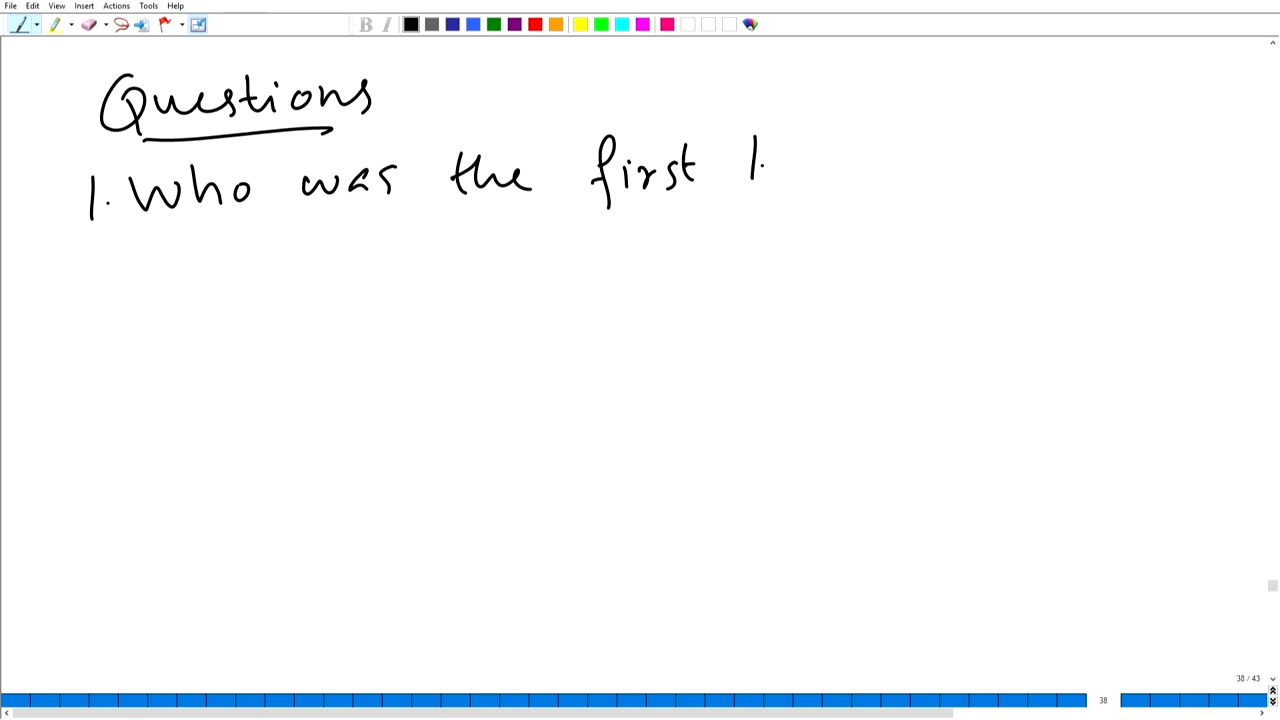 File Edit View Insert Actions Tools Help
B I
Questions
1. Who was the first
38 / 43
38